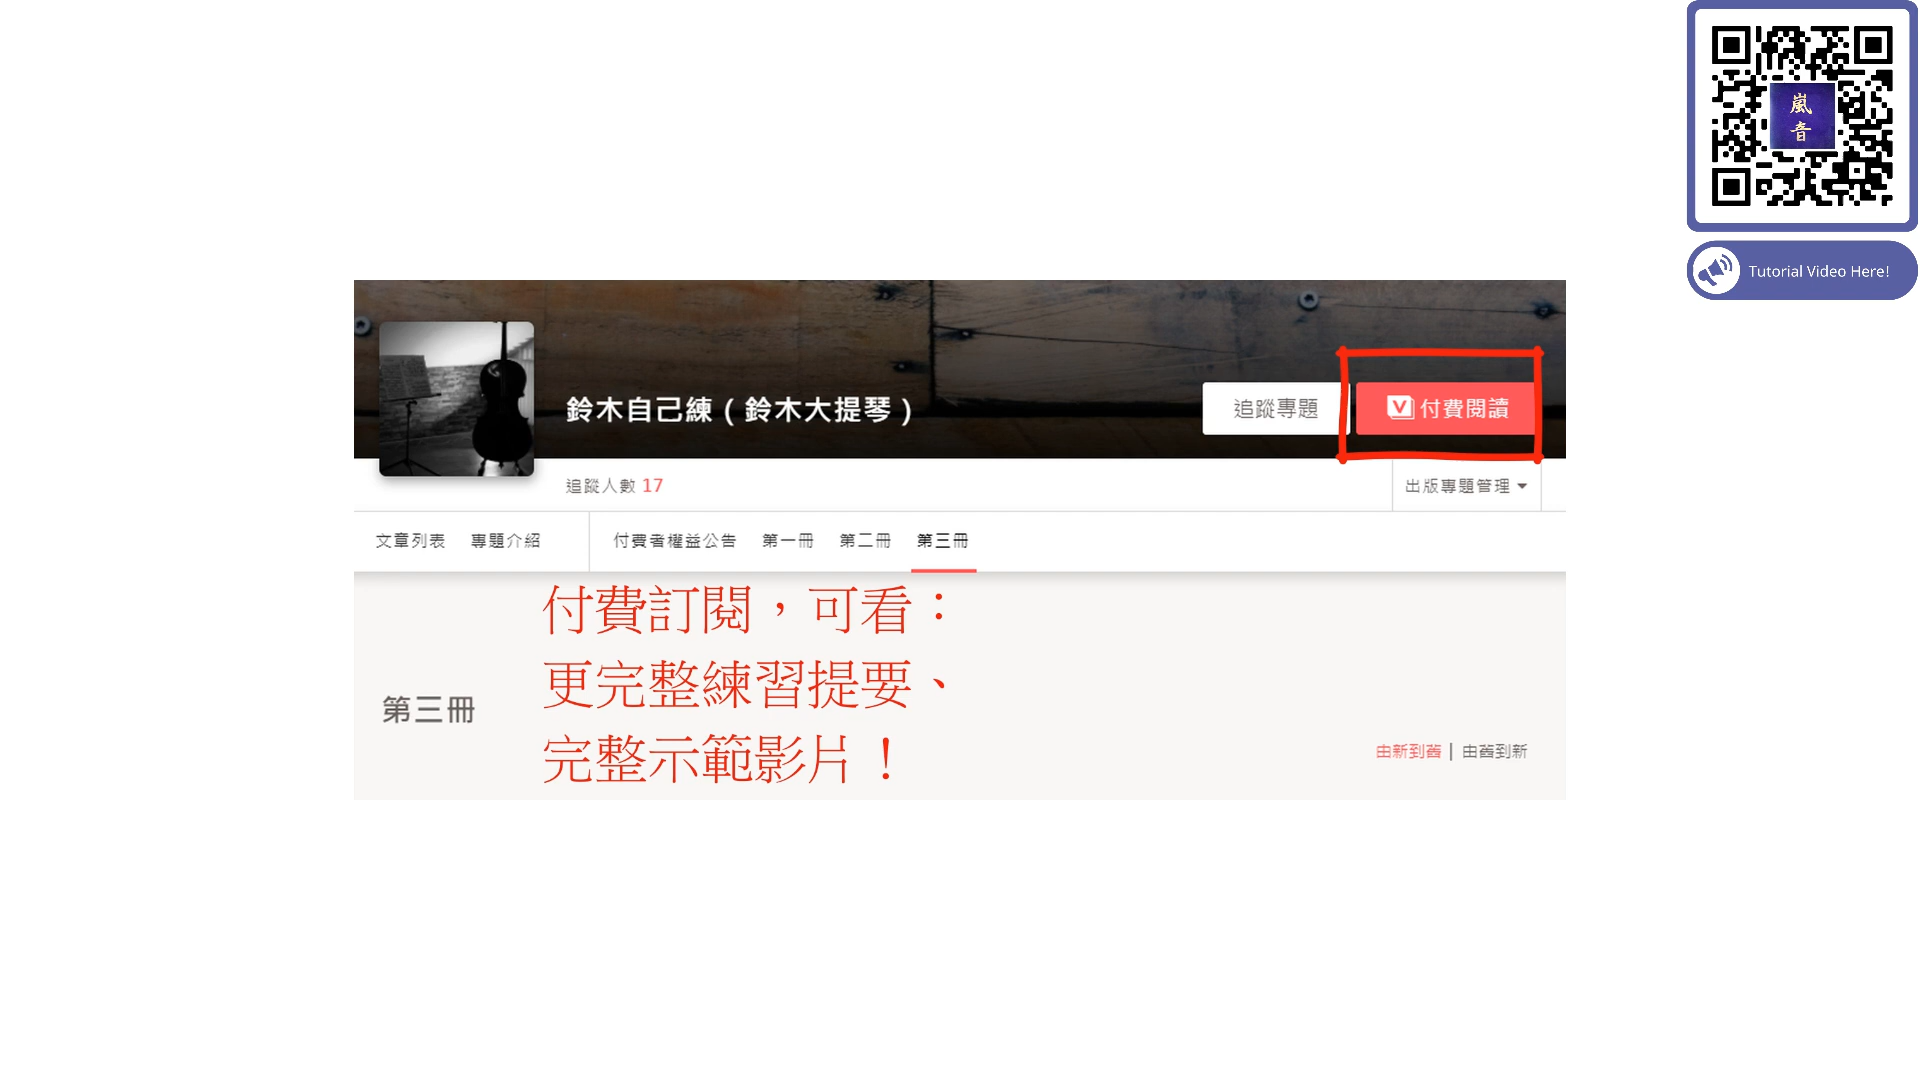 嵐
音
Tutorial Video Here!
鈴木自己練（鈴木大提琴）
追蹤專題
付費閱讀
追蹤人數 17
出版專題管理
文章列表 專題介紹 付費者權益公告 第一冊 第二冊 第三冊
付費訂閱，可看：
更完整練習提要、
完整示範影片！
第三冊
由新到舊 | 由舊到新